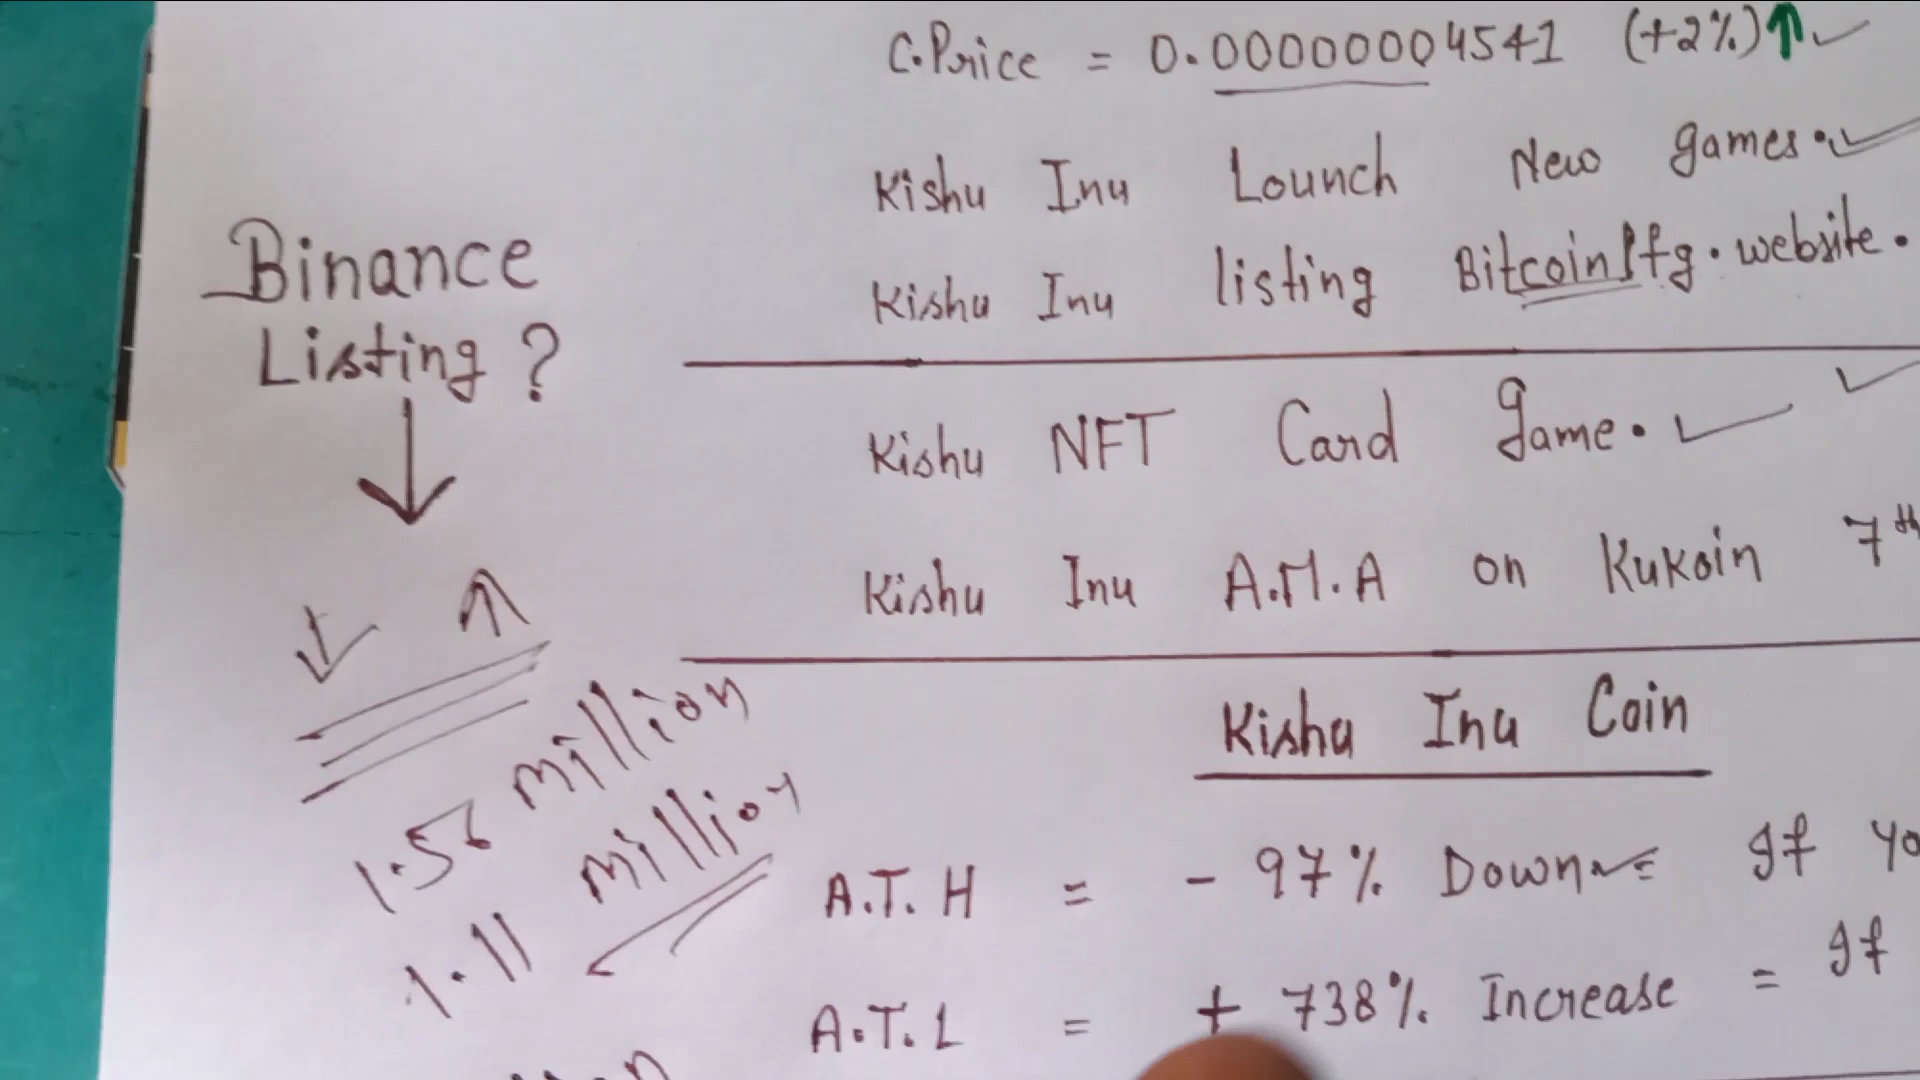 C.Price = 0.00000004541 (+2%)
Kishu Inu Lounch New games.
Kishu Inu listing Bitcoin website.
Binance
Listing ?
Kishu NFT Card game.
Kishu Inu A.M.A on Kukoin 7th
Kishu Inu Coin
1.56 million
1.11 million
A.T.H = - 97% Down = If yo
A.T.L = + 738% Increase = If